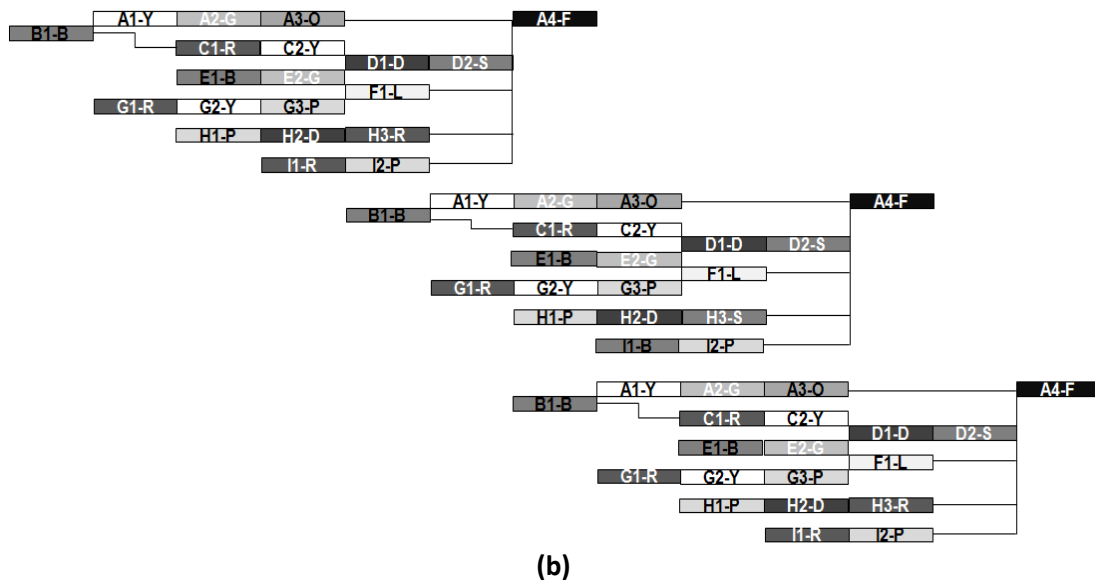 A1-Y A2-G A3-O A4-F
B1-B
C1-R C2-Y
D1-D D2-S
E1-B E2-G
F1-L
G1-R G2-Y G3-P
H1-P H2-D H3-R
I1-R I2-P
A1-Y A2-G A3-O A4-F
B1-B
C1-R C2-Y
D1-D D2-S
E1-B E2-G
F1-L
G1-R G2-Y G3-P
H1-P H2-D H3-S
I1-B I2-P
A1-Y A2-G A3-O A4-F
B1-B
C1-R C2-Y
D1-D D2-S
E1-B E2-G
F1-L
G1-R G2-Y G3-P
H1-P H2-D H3-R
I1-R I2-P
(b)